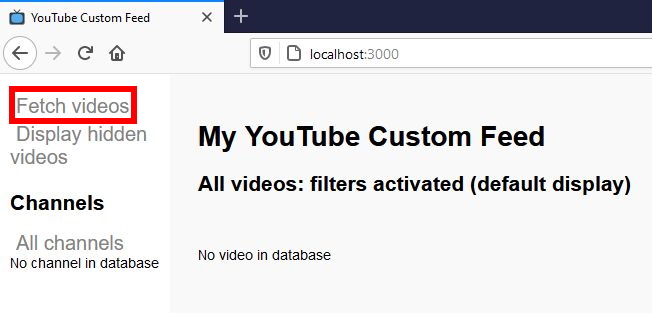 YouTube Custom Feed
localhost:3000
Fetch videos
Display hidden
videos
Channels
All channels
No channel in database
My YouTube Custom Feed
All videos: filters activated (default display)
No video in database